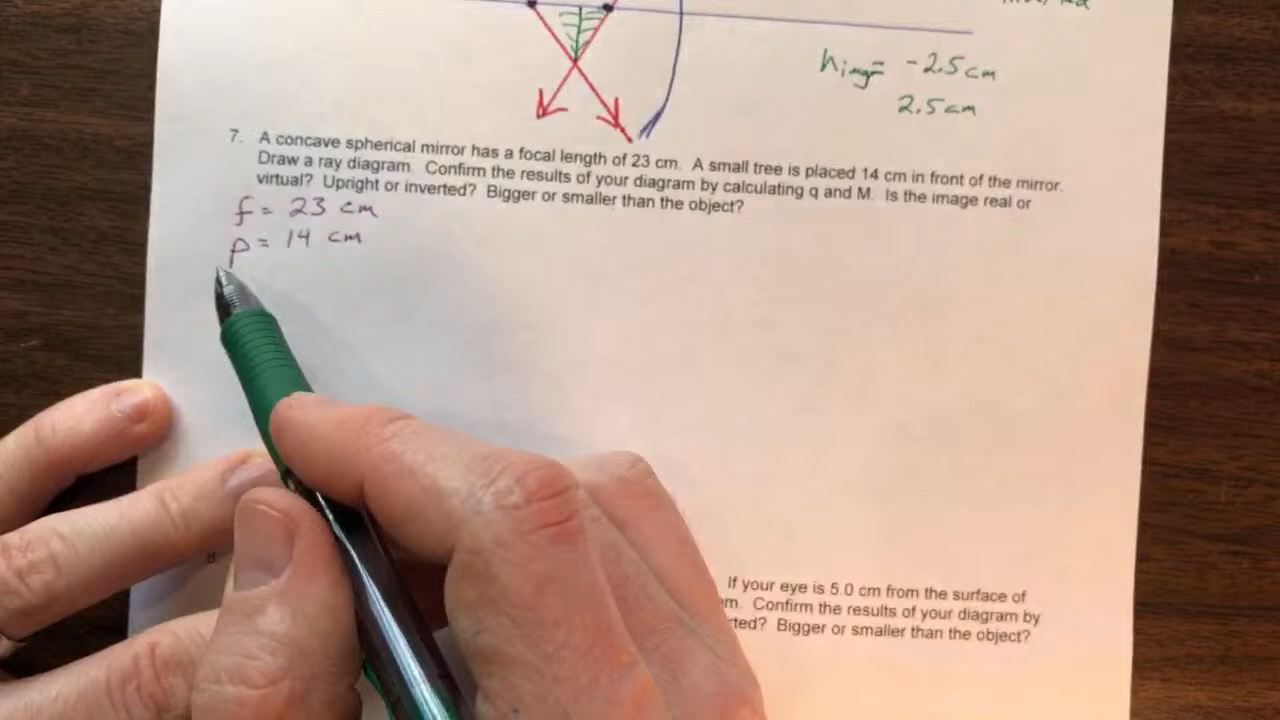 h img = -2.5 cm
2.5 cm
7. A concave spherical mirror has a focal length of 23 cm. A small tree is placed 14 cm in front of the mirror.
Draw a ray diagram. Confirm the results of your diagram by calculating q and M. Is the image real or
virtual? Upright or inverted? Bigger or smaller than the object?
f = 23 cm
p = 14 cm
If your eye is 5.0 cm from the surface of
m. Confirm the results of your diagram by
rted? Bigger or smaller than the object?